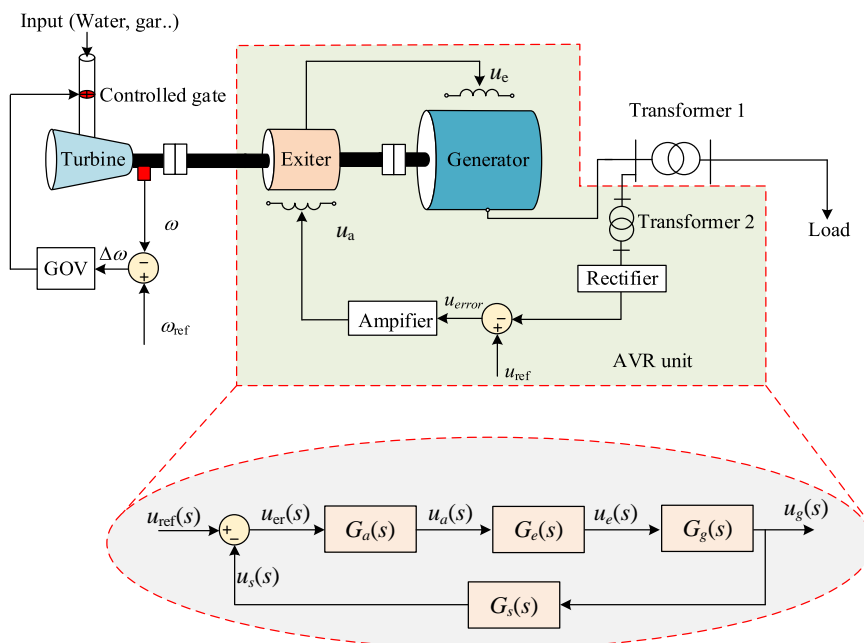 Input (Water, gar..)
Controlled gate
Turbine
Exiter
Generator
u_e
Transformer 1
Load
Transformer 2
Rectifier
ω
u_a
GOV
Δω
−
+
ω_ref
Ampifier
u_error
−
+
u_ref
AVR unit
u_ref(s)
+
−
u_er(s)
G_a(s)
u_a(s)
G_e(s)
u_e(s)
G_g(s)
u_g(s)
u_s(s)
G_s(s)